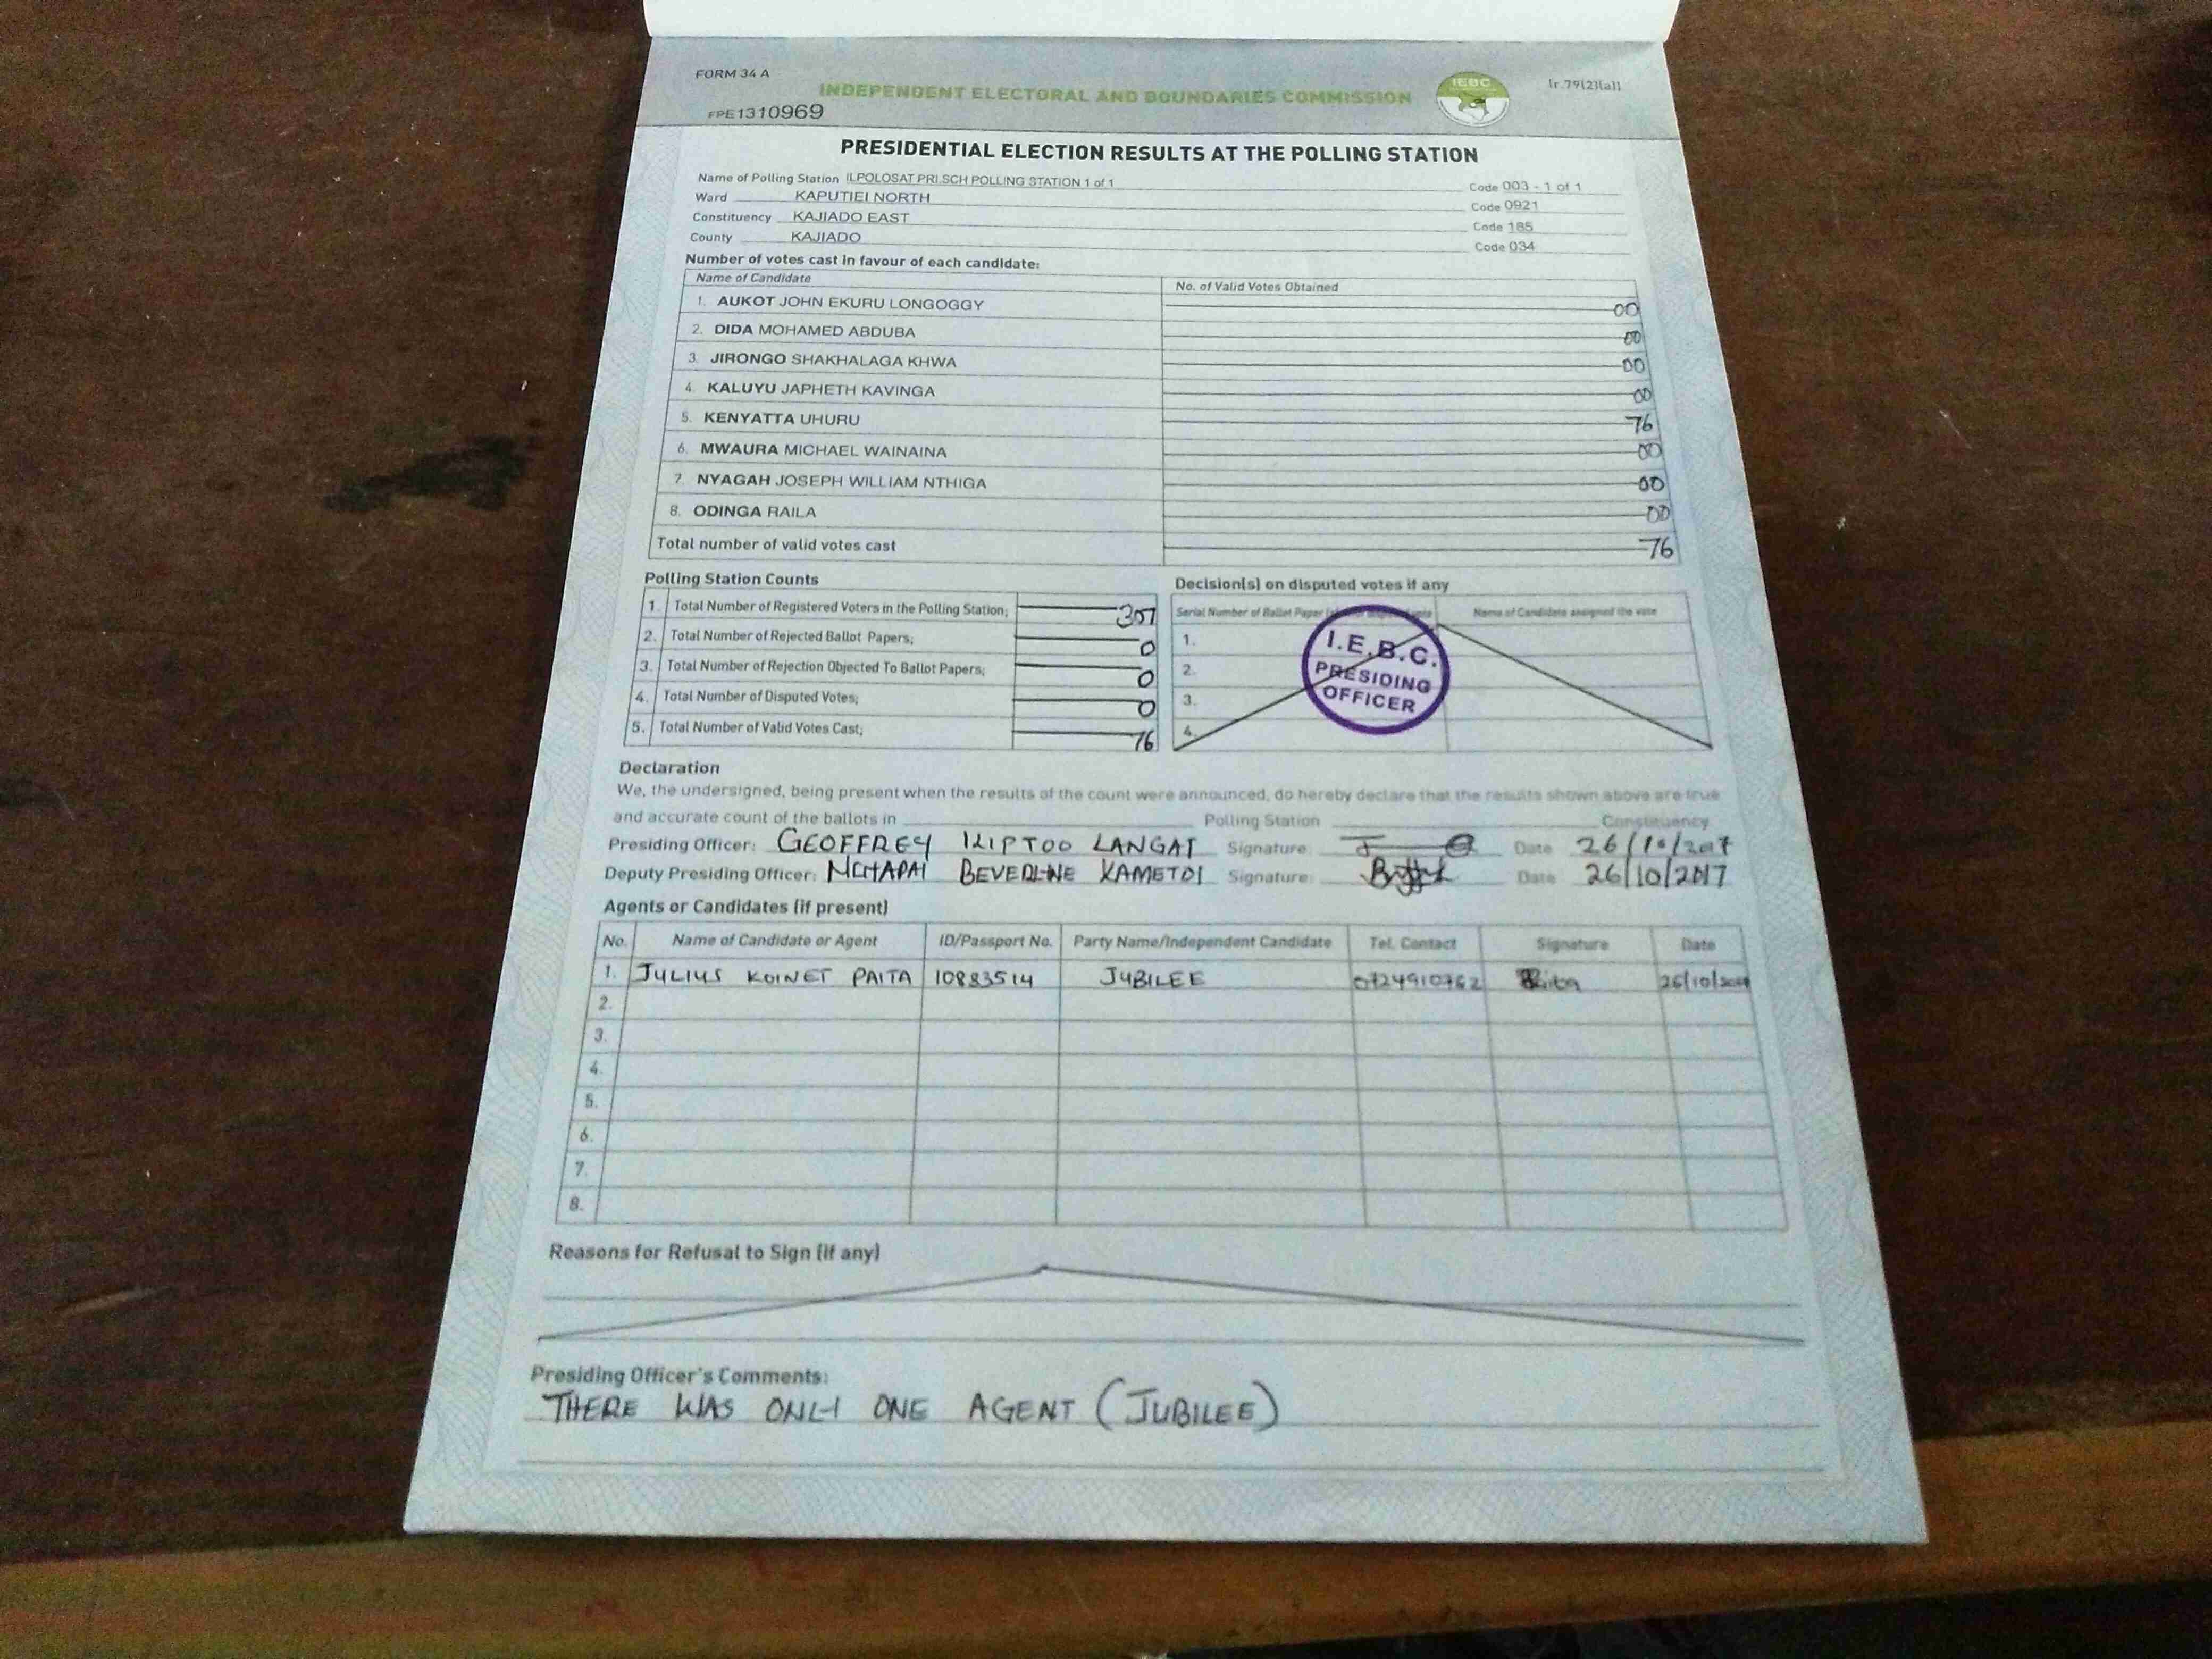 FORM 34 A
INDEPENDENT ELECTORAL AND BOUNDARIES COMMISSION
IEBC
[r.79(2)(a)]
FPE1310969
PRESIDENTIAL ELECTION RESULTS AT THE POLLING STATION
Name of Polling Station ILPOLOSAT PRI SCH POLLING STATION 1 of 1 Code 003 - 1 of 1
Ward KAPUTIEI NORTH Code 0921
Constituency KAJIADO EAST Code 185
County KAJIADO Code 034
Number of votes cast in favour of each candidate:
Name of Candidate No. of Valid Votes Obtained
1. AUKOT JOHN EKURU LONGOGGY 00
2. DIDA MOHAMED ABDUBA 00
3. JIRONGO SHAKHALAGA KHWA 00
4. KALUYU JAPHETH KAVINGA 00
5. KENYATTA UHURU 76
6. MWAURA MICHAEL WAINAINA 00
7. NYAGAH JOSEPH WILLIAM NTHIGA 00
8. ODINGA RAILA 00
Total number of valid votes cast 76
Polling Station Counts
1. Total Number of Registered Voters in the Polling Station; 307
2. Total Number of Rejected Ballot Papers; 0
3. Total Number of Rejection Objected To Ballot Papers; 0
4. Total Number of Disputed Votes; 0
5. Total Number of Valid Votes Cast; 76
Decision(s) on disputed votes if any
Serial Number of Ballot Paper Name of Candidate assigned the vote
1.
2.
3.
4.
I.E.B.C.
PRESIDING
OFFICER
Declaration
We, the undersigned, being present when the results of the count were announced, do hereby declare that the results shown above are true
and accurate count of the ballots in Polling Station Constituency
Presiding Officer: GEOFFREY KIPTOO LANGAT Signature: Date 26/10/2017
Deputy Presiding Officer: Signature: Date 26/10/2017
Agents or Candidates (if present)
No. Name of Candidate or Agent ID/Passport No. Party Name/Independent Candidate Tel. Contact Signature Date
1. JULIUS KOINET PAITA 10883514 JUBILEE 0724910762 Paita 26/10/2017
2.
3.
4.
5.
6.
7.
8.
Reasons for Refusal to Sign (if any)
Presiding Officer's Comments:
THERE WAS ONLY ONE AGENT (JUBILEE)